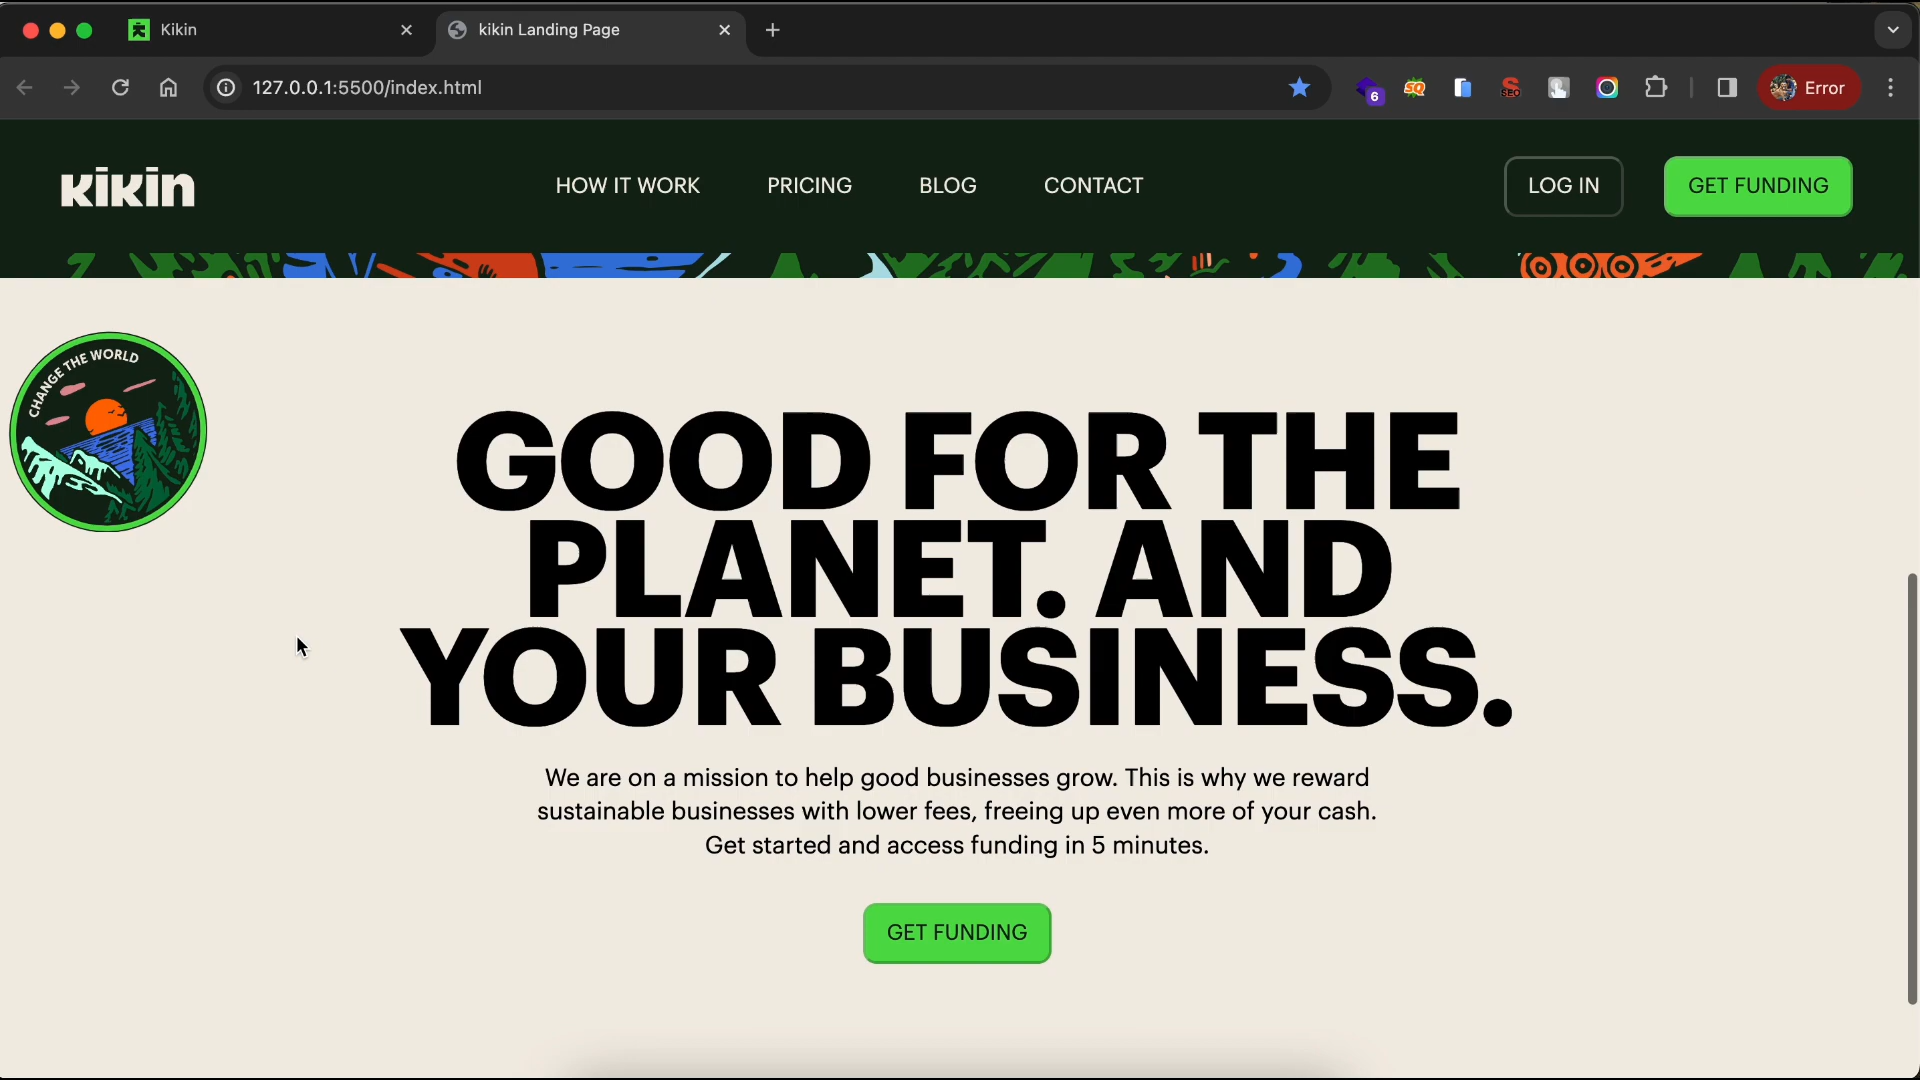 Kikin
kikin Landing Page
127.0.0.1:5500/index.html
6
SQ
SEO
Error
kikin
HOW IT WORK
PRICING
BLOG
CONTACT
LOG IN
GET FUNDING
CHANGE THE WORLD
GOOD FOR THE
PLANET. AND
YOUR BUSINESS.
We are on a mission to help good businesses grow. This is why we reward
sustainable businesses with lower fees, freeing up even more of your cash.
Get started and access funding in 5 minutes.
GET FUNDING